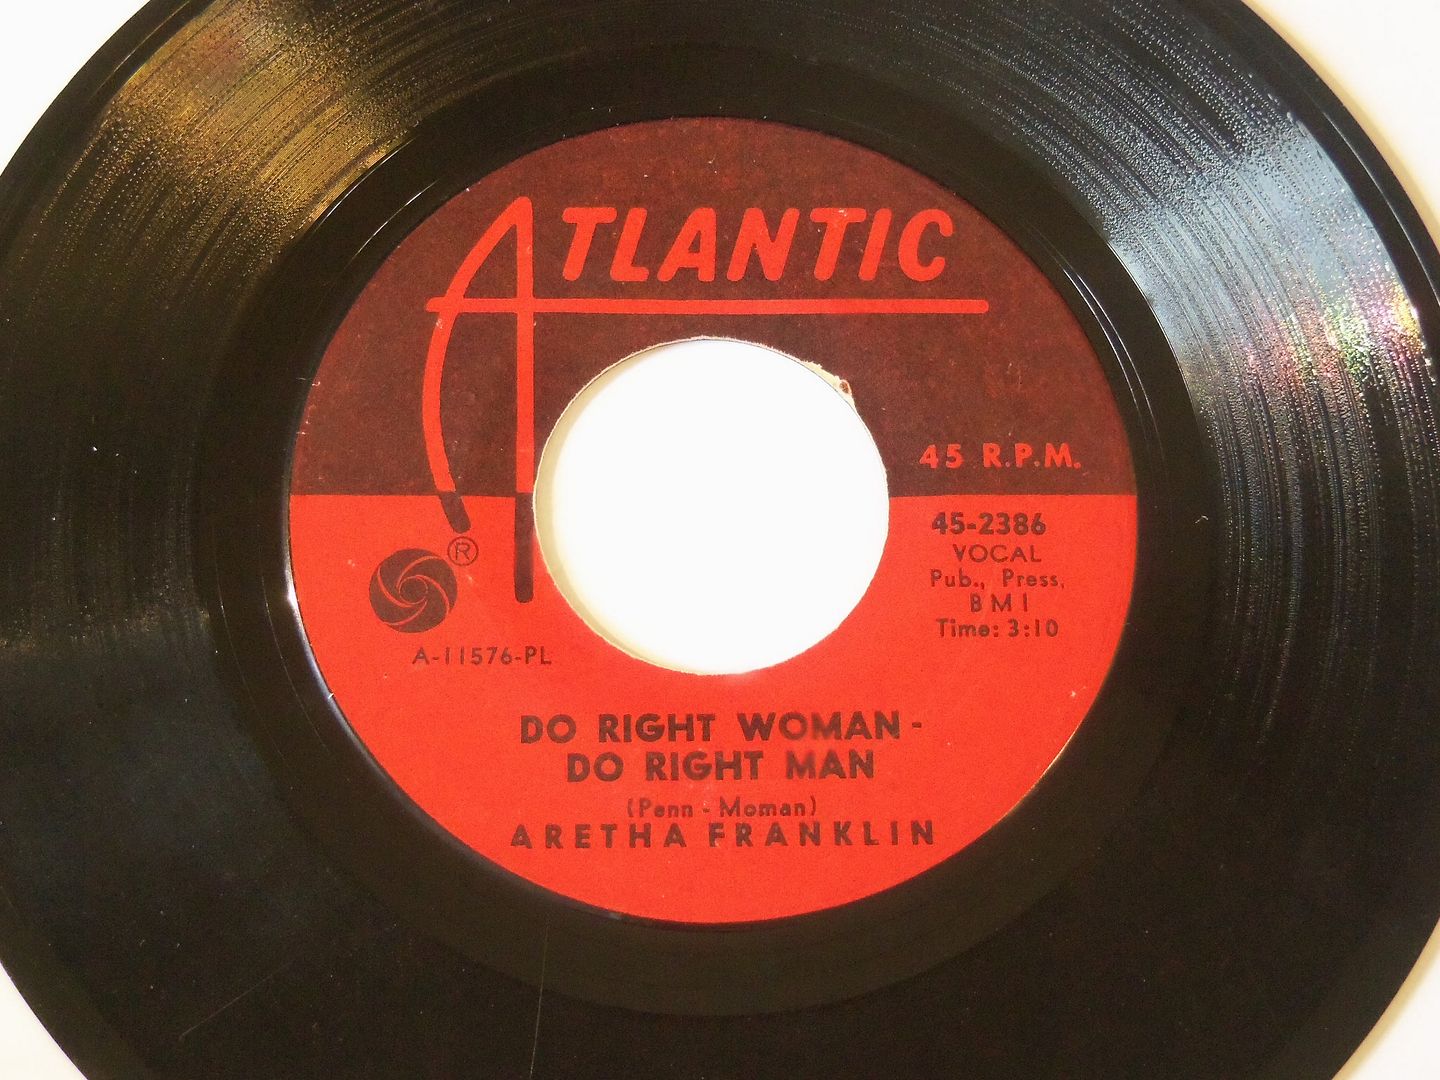 ATLANTIC
45 R.P.M.
45-2386
VOCAL
Pub., Press,
BMI
Time: 3:10
®
A-11576-PL
DO RIGHT WOMAN-
DO RIGHT MAN
(Penn - Moman)
ARETHA FRANKLIN